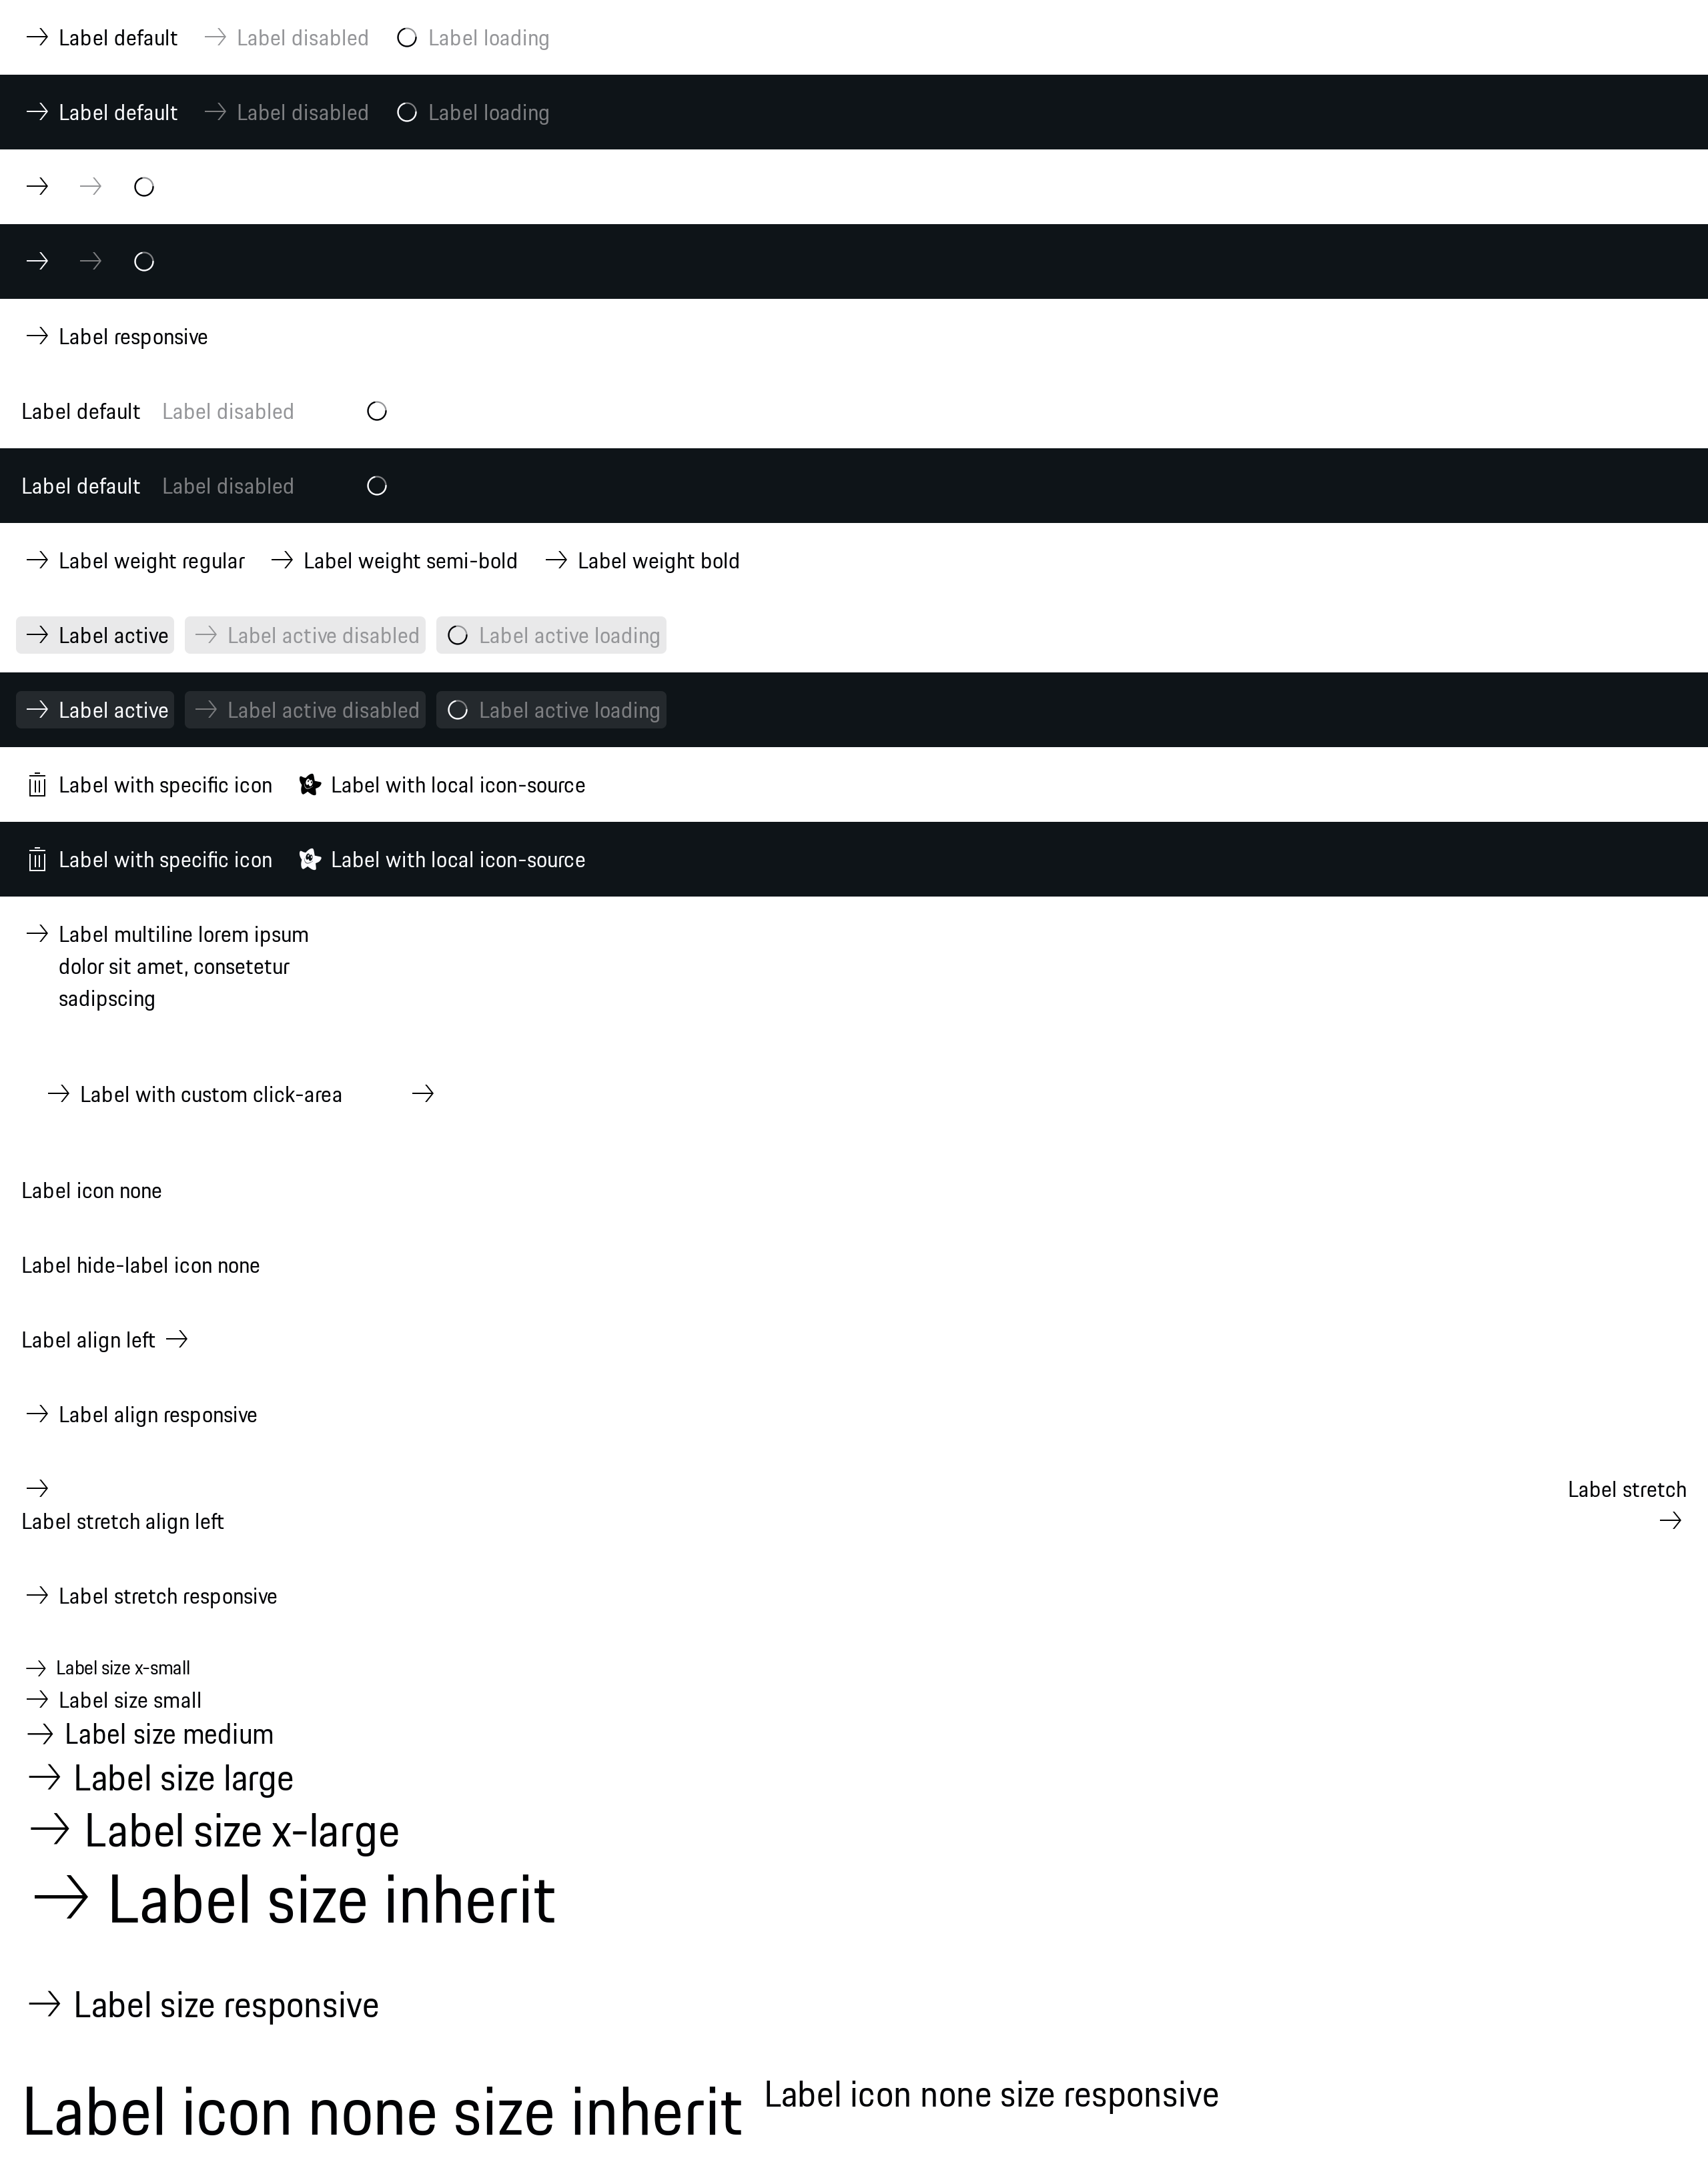 Label default Label disabled Label loading
Label default Label disabled Label loading
Label responsive
Label default Label disabled
Label default Label disabled
Label weight regular Label weight semi-bold Label weight bold
Label active Label active disabled Label active loading
Label active Label active disabled Label active loading
Label with specific icon Label with local icon-source
Label with specific icon Label with local icon-source
Label multiline lorem ipsum
dolor sit amet, consetetur
sadipscing
Label with custom click-area
Label icon none
Label hide-label icon none
Label align left
Label align responsive
Label stretch
Label stretch align left
Label stretch responsive
Label size x-small
Label size small
Label size medium
Label size large
Label size x-large
Label size inherit
Label size responsive
Label icon none size inherit Label icon none size responsive